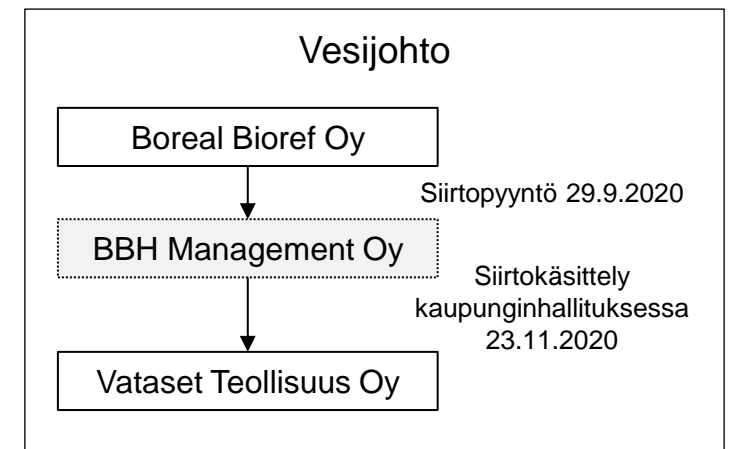 Vesijohto
Boreal Bioref Oy
Siirtopyyntö 29.9.2020
BBH Management Oy
Siirtokäsittely
kaupunginhallituksessa
23.11.2020
Vataset Teollisuus Oy